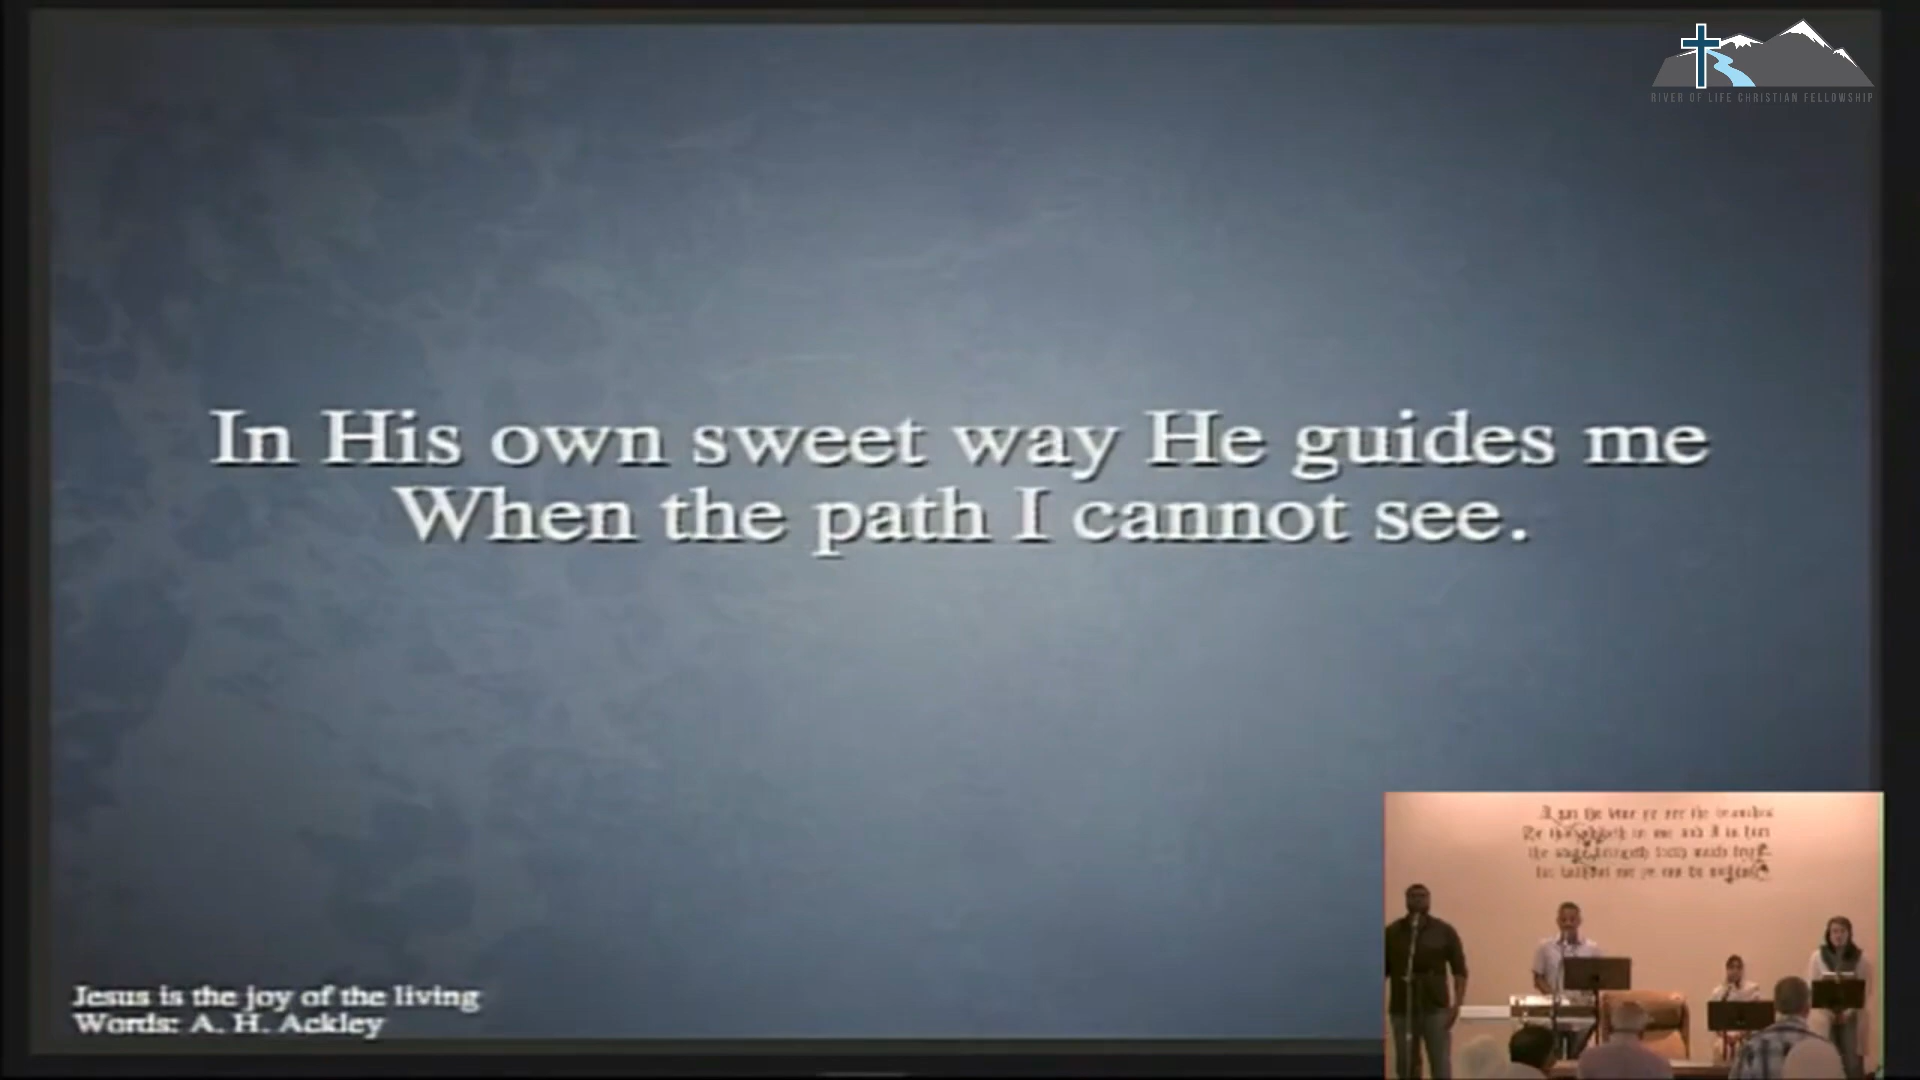 RIVER OF LIFE CHRISTIAN FELLOWSHIP
In His own sweet way He guides me
When the path I cannot see.
Jesus is the joy of the living
Words: A. H. Ackley